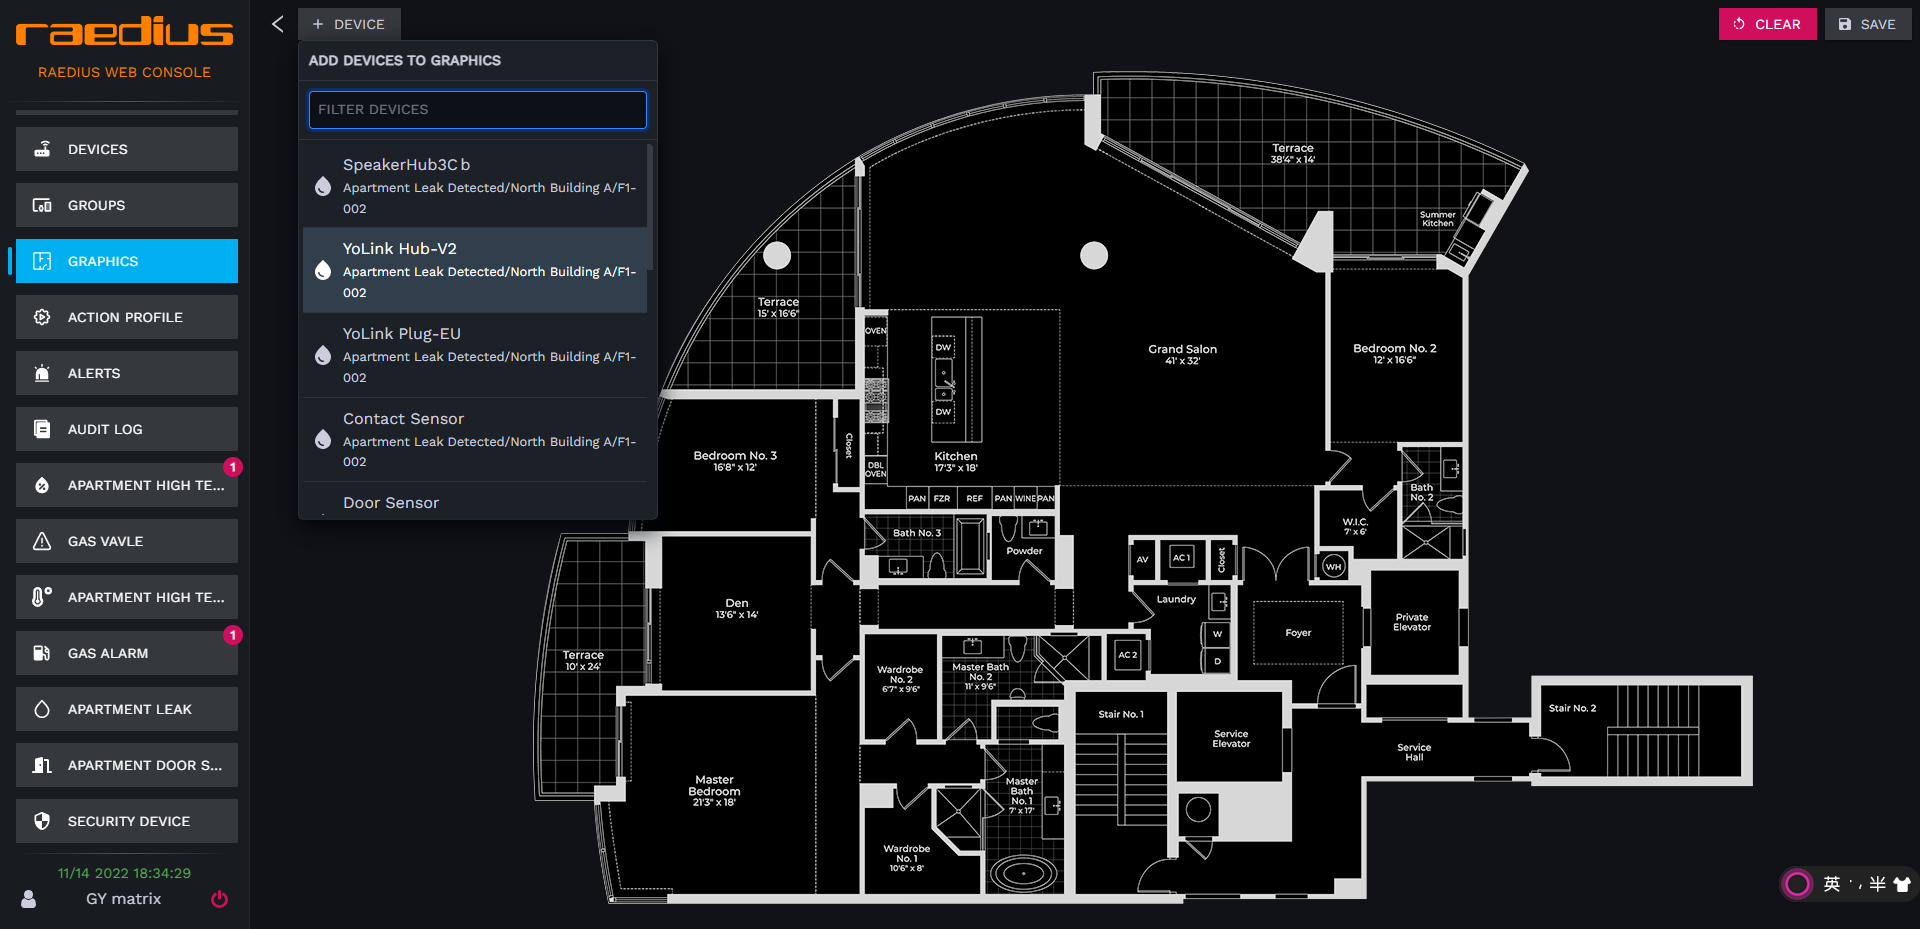 raedius
RAEDIUS WEB CONSOLE
DEVICES
GROUPS
GRAPHICS
ACTION PROFILE
ALERTS
AUDIT LOG
1
APARTMENT HIGH TE...
GAS VAVLE
APARTMENT HIGH TE...
1
GAS ALARM
APARTMENT LEAK
APARTMENT DOOR S...
SECURITY DEVICE
11/14 2022 18:34:29
GY matrix
+ DEVICE
CLEAR
SAVE
ADD DEVICES TO GRAPHICS
FILTER DEVICES
SpeakerHub3C b
Apartment Leak Detected/North Building A/F1-
002
YoLink Hub-V2
Apartment Leak Detected/North Building A/F1-
002
YoLink Plug-EU
Apartment Leak Detected/North Building A/F1-
002
Contact Sensor
Apartment Leak Detected/North Building A/F1-
002
Door Sensor
Terrace
38'4" x 14'
Summer
Kitchen
Terrace
15' x 16'6"
OVEN
DW
DW
DBL
OVEN
Kitchen
17'3" x 18'
Grand Salon
41' x 32'
Bedroom No. 2
12' x 16'6"
Bedroom No. 3
16'8" x 12'
Closet
PAN
FZR
REF
PAN
WINE
PAN
Bath
No. 2
W.I.C.
7' x 6'
Bath No. 3
Powder
AV
AC 1
Closet
WH
Den
13'6" x 14'
Laundry
W
D
Foyer
Private
Elevator
Terrace
10' x 24'
Wardrobe
No. 2
6'7" x 9'6"
Master Bath
No. 2
11' x 9'6"
AC 2
Stair No. 1
Service
Elevator
Service
Hall
Stair No. 2
Master
Bedroom
21'3" x 18'
Master
Bath
No. 1
7' x 17'
Wardrobe
No. 1
10'6" x 8'
英 ·, 半